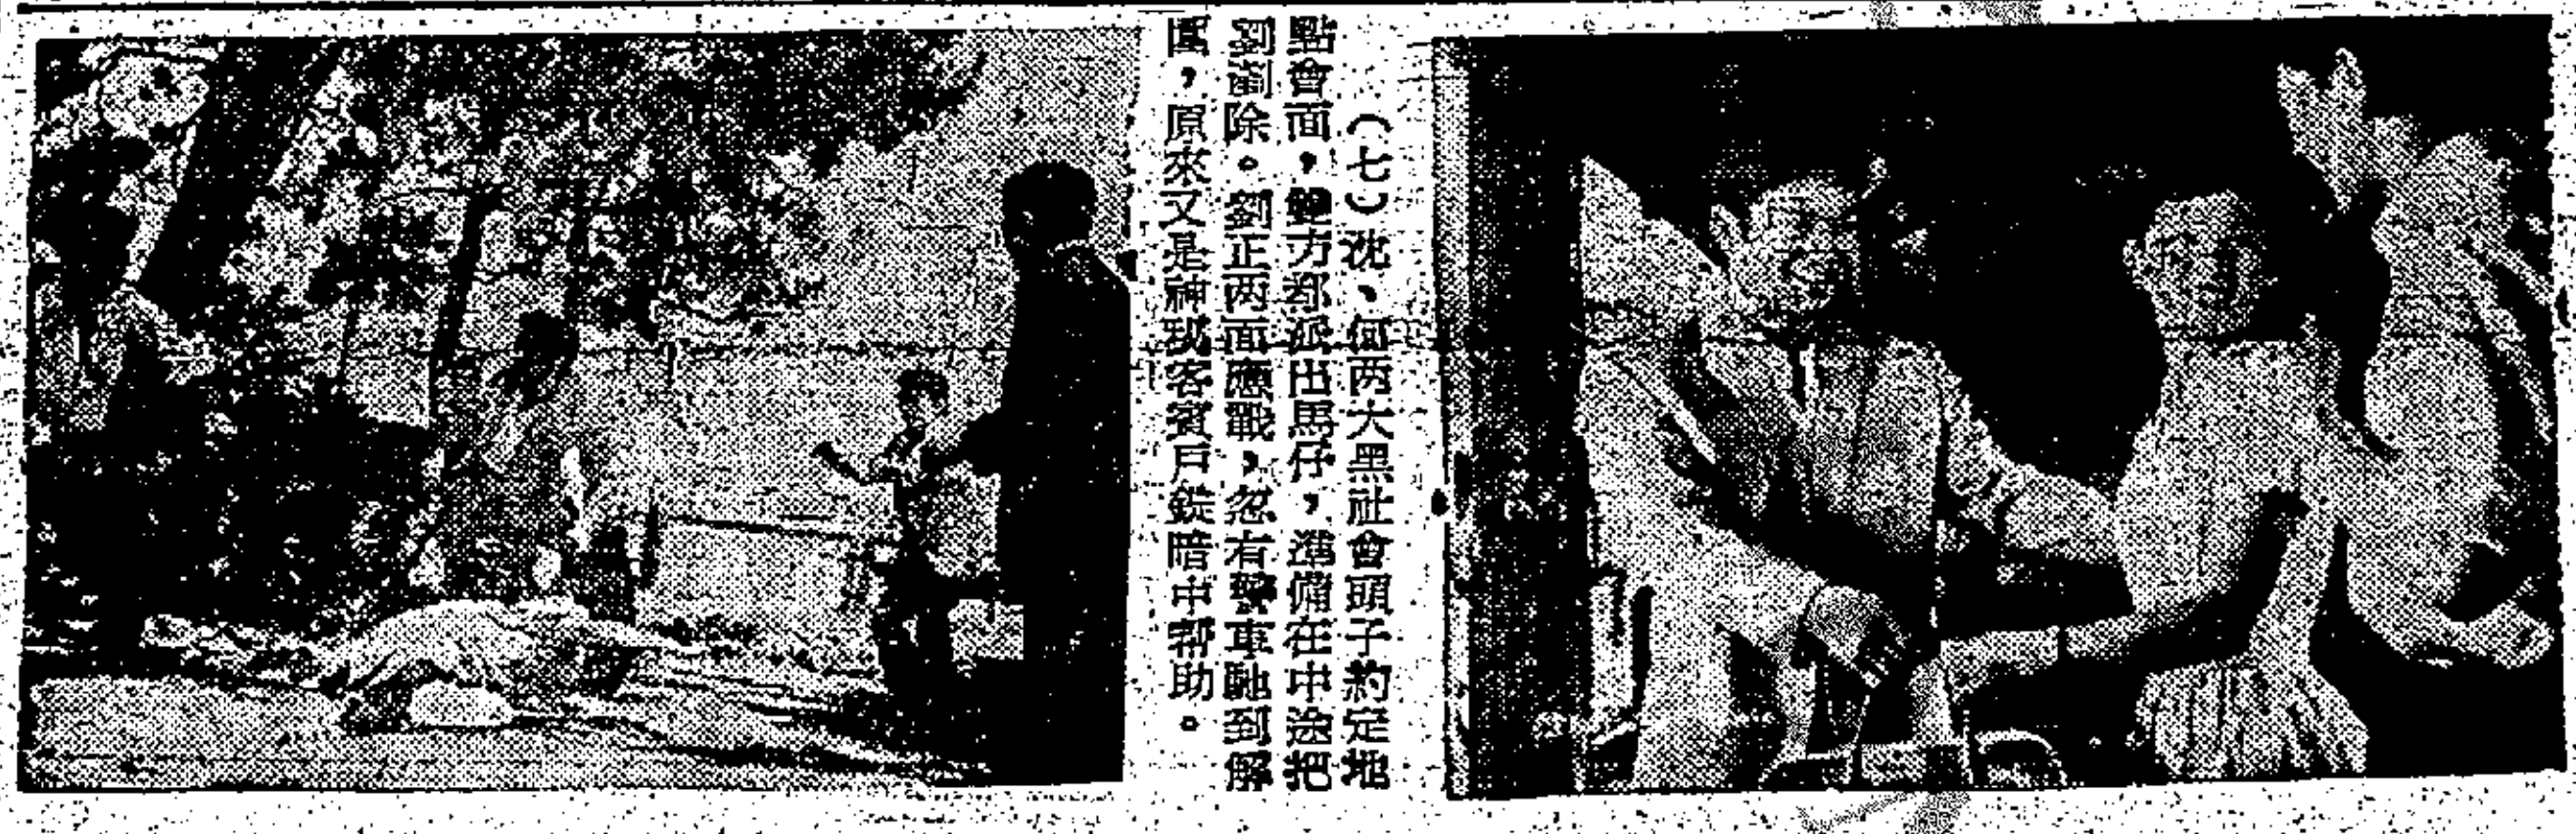 （七）沈、何两大黑社會頭子約定地
點會面，雙方都派出馬仔，準備在中途把
劉剷除。劉正两面應戰，忽有警車馳到解
圍，原來又是神秘客賓戶鉄暗中幫助。